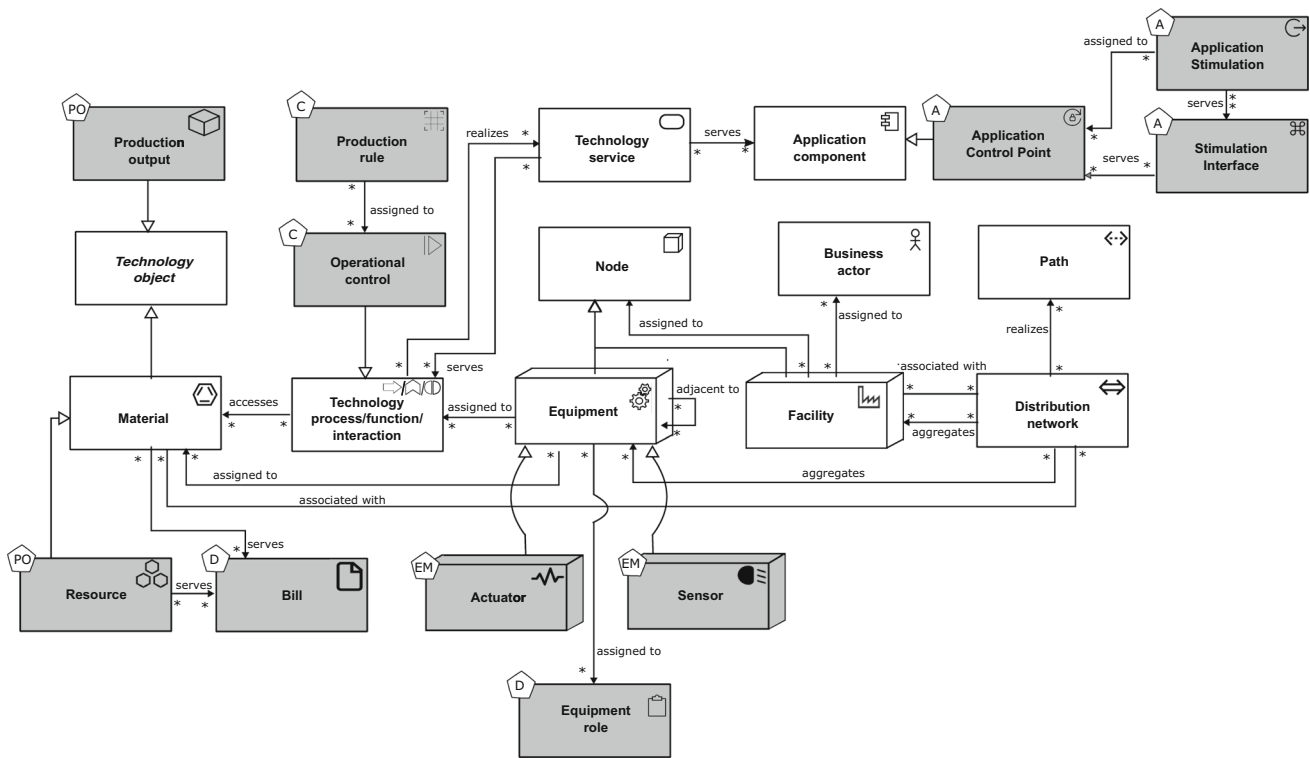 A
Application
Stimulation
assigned to
*
*
serves
*
*
PO
Production
output
C
Production
rule
realizes
*
*
Technology
service
serves
*
*
Application
component
A
Application
Control Point
A
Stimulation
Interface
serves
*
*
*
assigned to
*
Technology
object
C
Operational
control
Node
Business
actor
*
assigned to
Path
*
realizes
*
assigned to
*
*
*
*
serves
associated with
*
*
Material
accesses
*
*
Technology
process/function/
interaction
assigned to
*
*
Equipment
adjacent to
*
*
Facility
*
*
aggregates
Distribution
network
*
*
*
*
*
*
*
*
assigned to
aggregates
associated with
*
serves
PO
Resource
serves
*
*
D
Bill
EM
Actuator
EM
Sensor
assigned to
*
D
Equipment
role